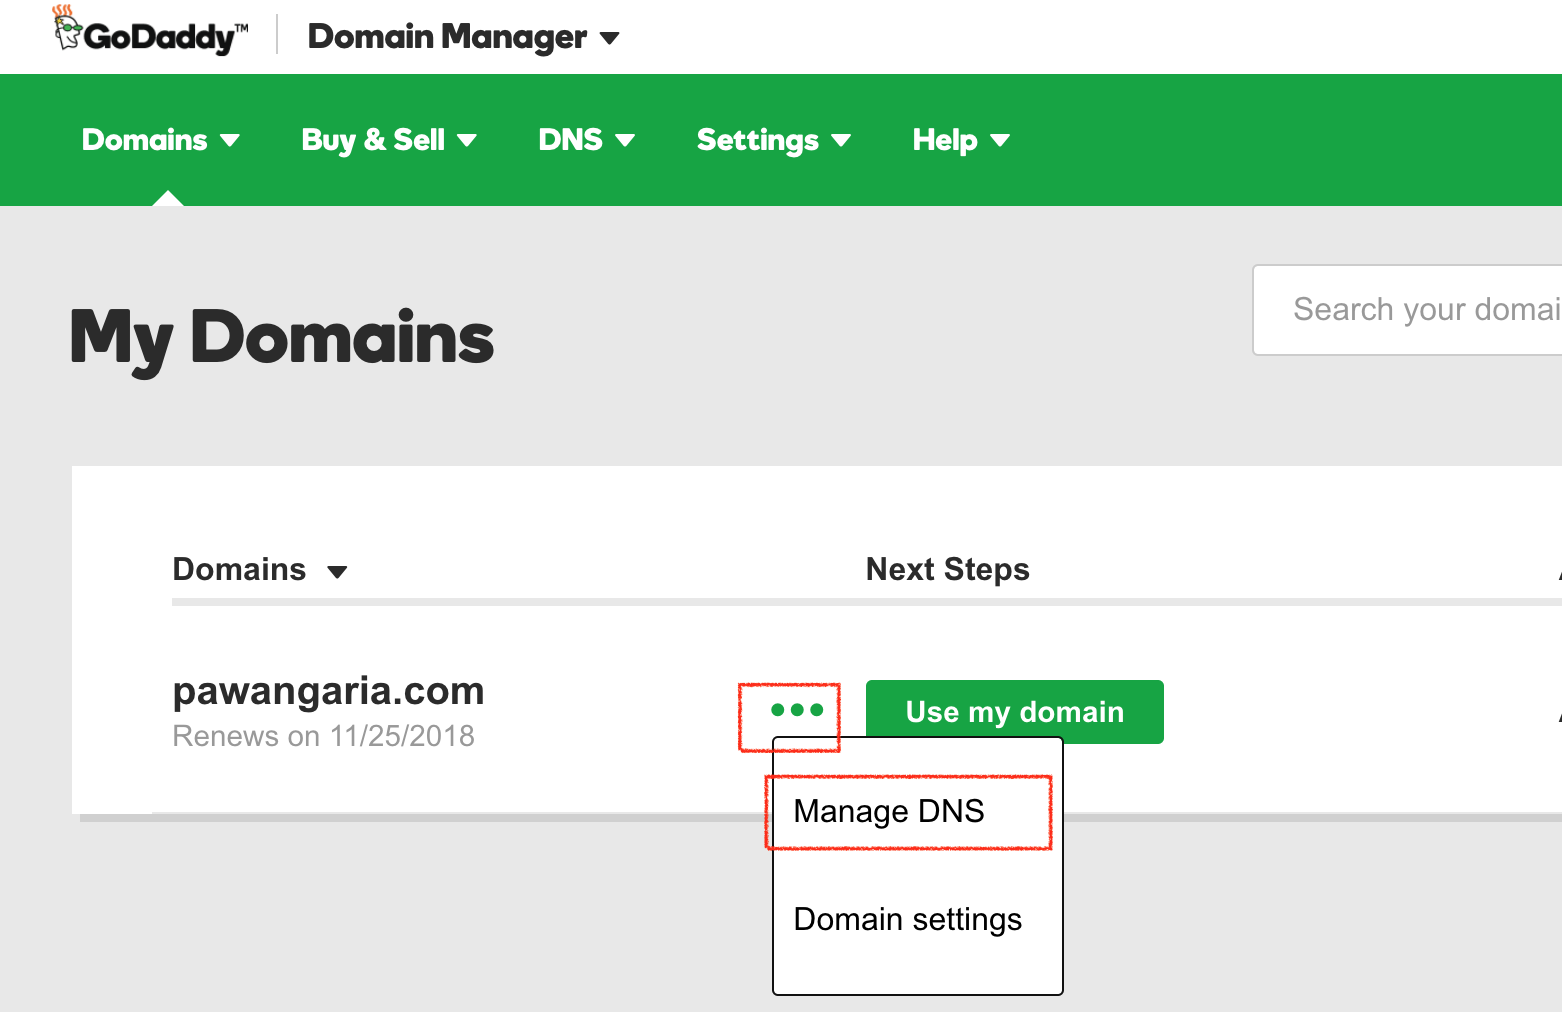 GoDaddy™ Domain Manager
Domains Buy & Sell DNS Settings Help
My Domains
Search your domai
Domains Next Steps
pawangaria.com
Use my domain
Renews on 11/25/2018
Manage DNS
Domain settings